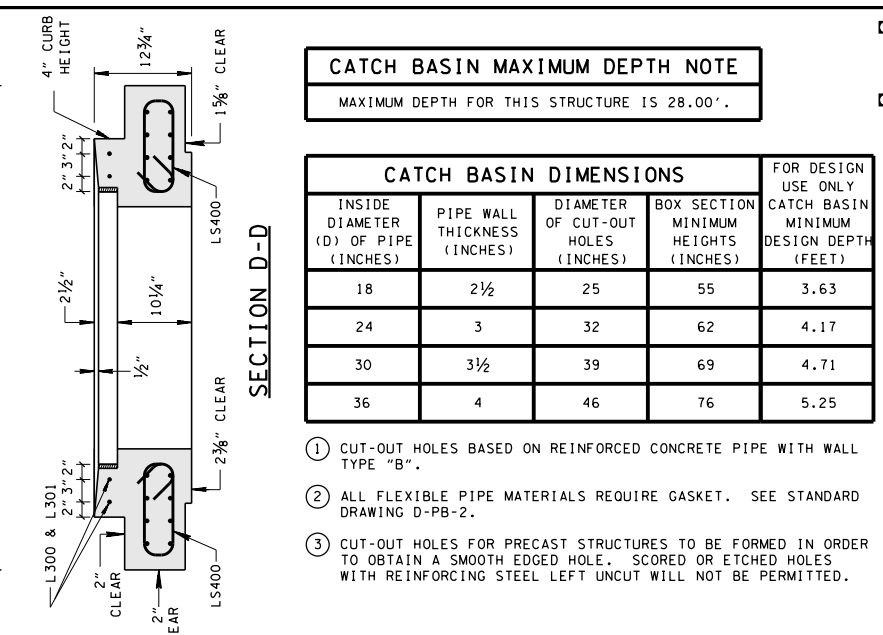 4" CURB
HEIGHT
12¾"
1⅝" CLEAR
2" 3" 2"
LS400
2½"
10¼"
½"
SECTION D-D
2⅜" CLEAR
2" 3" 2"
L300 & L301
2"
CLEAR
2"
EAR
LS400
CATCH BASIN MAXIMUM DEPTH NOTE
MAXIMUM DEPTH FOR THIS STRUCTURE IS 28.00'.
CATCH BASIN DIMENSIONS
FOR DESIGN
USE ONLY
CATCH BASIN
MINIMUM
DESIGN DEPTH
(FEET)
INSIDE
DIAMETER
(D) OF PIPE
(INCHES)
PIPE WALL
THICKNESS
(INCHES)
DIAMETER
OF CUT-OUT
HOLES
(INCHES)
BOX SECTION
MINIMUM
HEIGHTS
(INCHES)
18 2½ 25 55 3.63
24 3 32 62 4.17
30 3½ 39 69 4.71
36 4 46 76 5.25
1 CUT-OUT HOLES BASED ON REINFORCED CONCRETE PIPE WITH WALL
TYPE "B".
2 ALL FLEXIBLE PIPE MATERIALS REQUIRE GASKET. SEE STANDARD
DRAWING D-PB-2.
3 CUT-OUT HOLES FOR PRECAST STRUCTURES TO BE FORMED IN ORDER
TO OBTAIN A SMOOTH EDGED HOLE. SCORED OR ETCHED HOLES
WITH REINFORCING STEEL LEFT UNCUT WILL NOT BE PERMITTED.